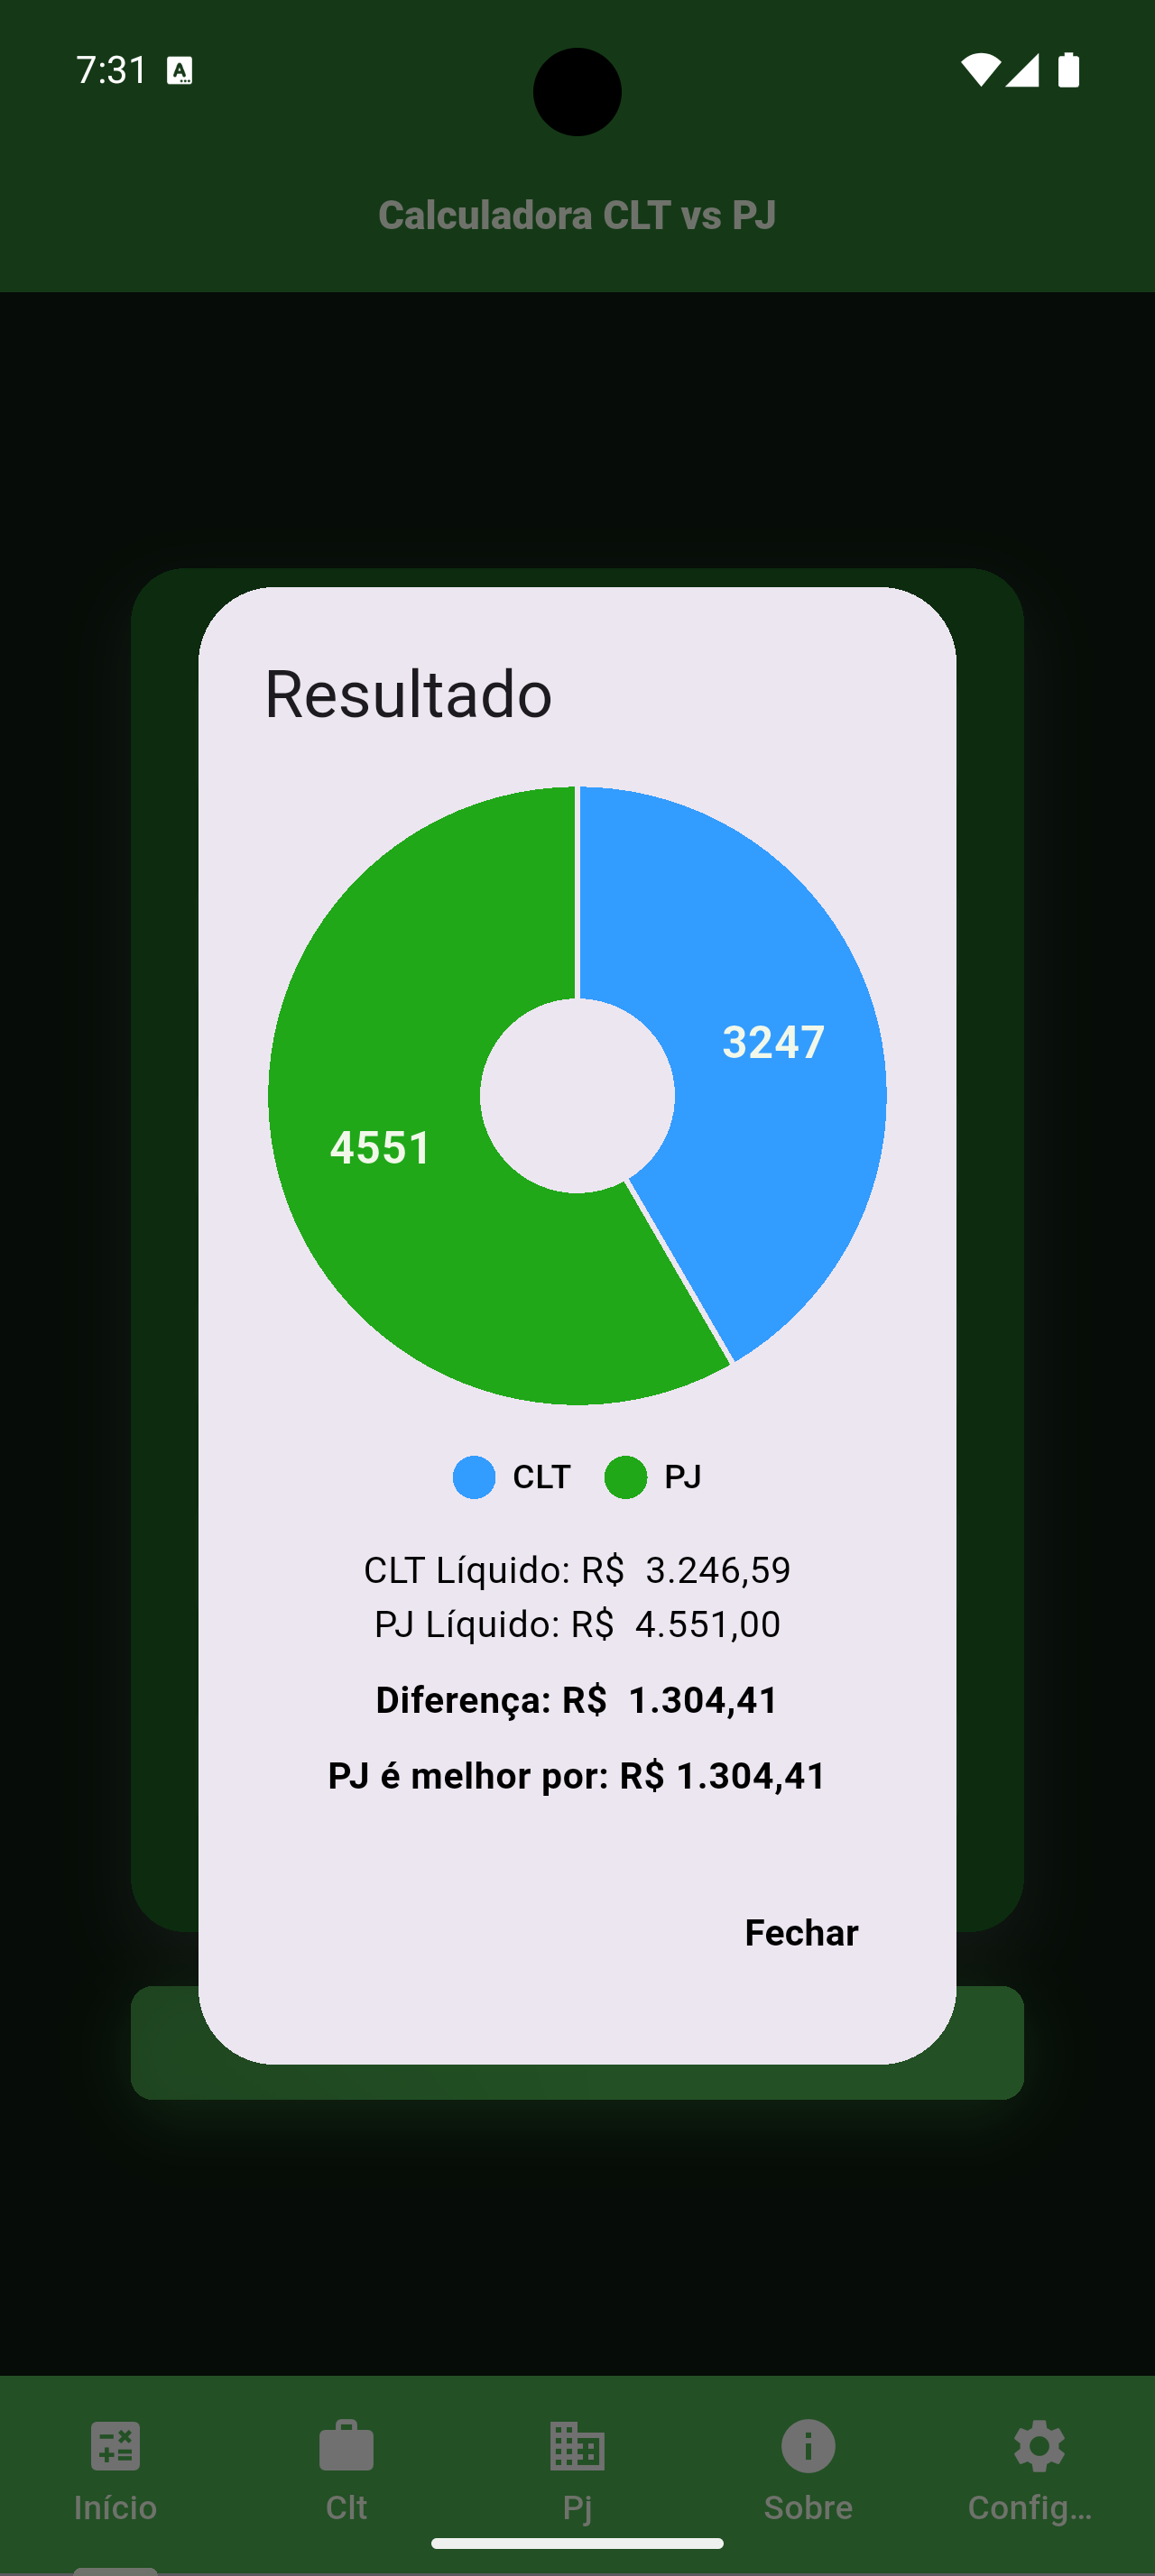 7:31
Calculadora CLT vs PJ
Resultado
3247
4551
CLT PJ
CLT Líquido: R$  3.246,59
PJ Líquido: R$  4.551,00
Diferença: R$  1.304,41
PJ é melhor por: R$ 1.304,41
Fechar
Início Clt Pj Sobre Config...